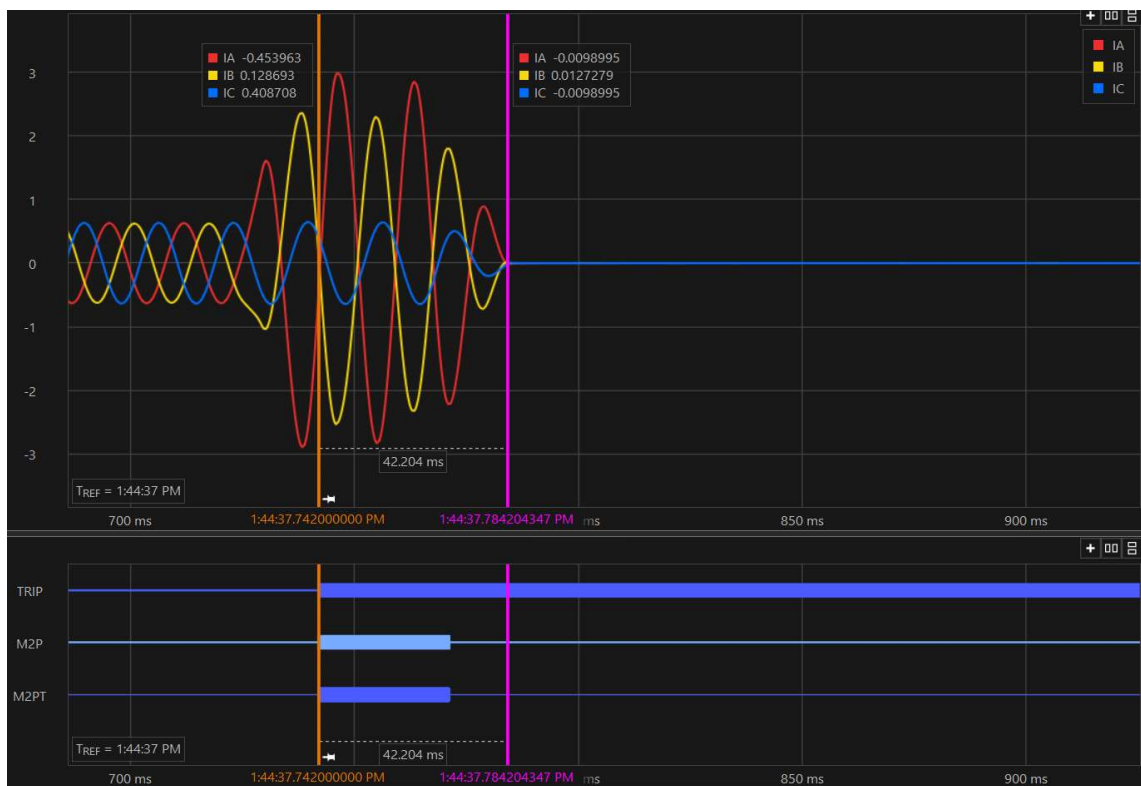 IA -0.453963
IB 0.128693
IC 0.408708
IA -0.0098995
IB 0.0127279
IC -0.0098995
IA
IB
IC
3
2
1
0
-1
-2
-3
42.204 ms
TREF = 1:44:37 PM
700 ms 1:44:37.742000000 PM 1:44:37.784204347 PM ms 850 ms 900 ms
TRIP
M2P
M2PT
TREF = 1:44:37 PM
42.204 ms
700 ms 1:44:37.742000000 PM 1:44:37.784204347 PM ms 850 ms 900 ms